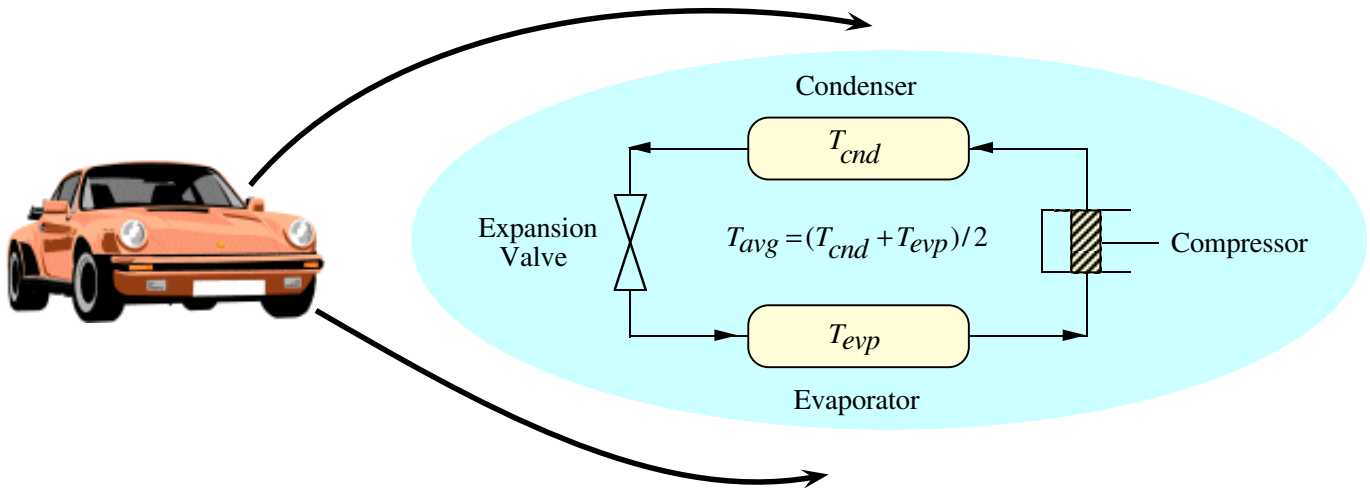 Condenser
T_cnd
Expansion
Valve
T_avg = (T_cnd + T_evp) / 2
Compressor
T_evp
Evaporator